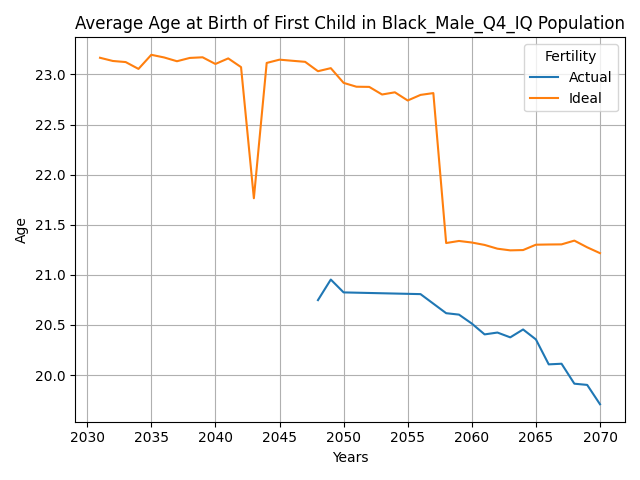 Average Age at Birth of First Child in Black_Male_Q4_IQ Population
Fertility
Actual
Ideal
Age
23.0
22.5
22.0
21.5
21.0
20.5
20.0
2030 2035 2040 2045 2050 2055 2060 2065 2070
Years